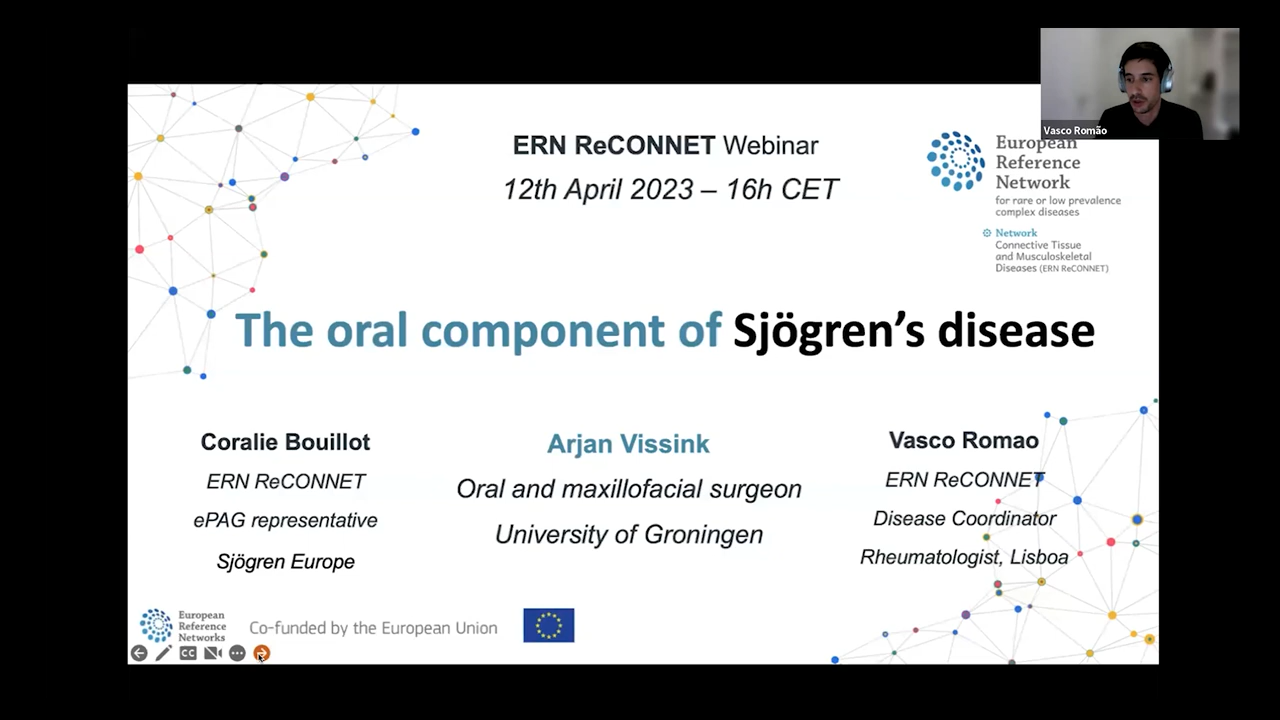 Vasco Romão
ERN ReCONNET Webinar
12th April 2023 – 16h CET
European
Reference
Network
for rare or low prevalence
complex diseases
Network
Connective Tissue
and Musculoskeletal
Diseases (ERN ReCONNET)
The oral component of Sjögren’s disease
Coralie Bouillot
ERN ReCONNET
ePAG representative
Sjögren Europe
Arjan Vissink
Oral and maxillofacial surgeon
University of Groningen
Vasco Romao
ERN ReCONNET
Disease Coordinator
Rheumatologist, Lisboa
European
Reference
Networks
Co-funded by the European Union
CC